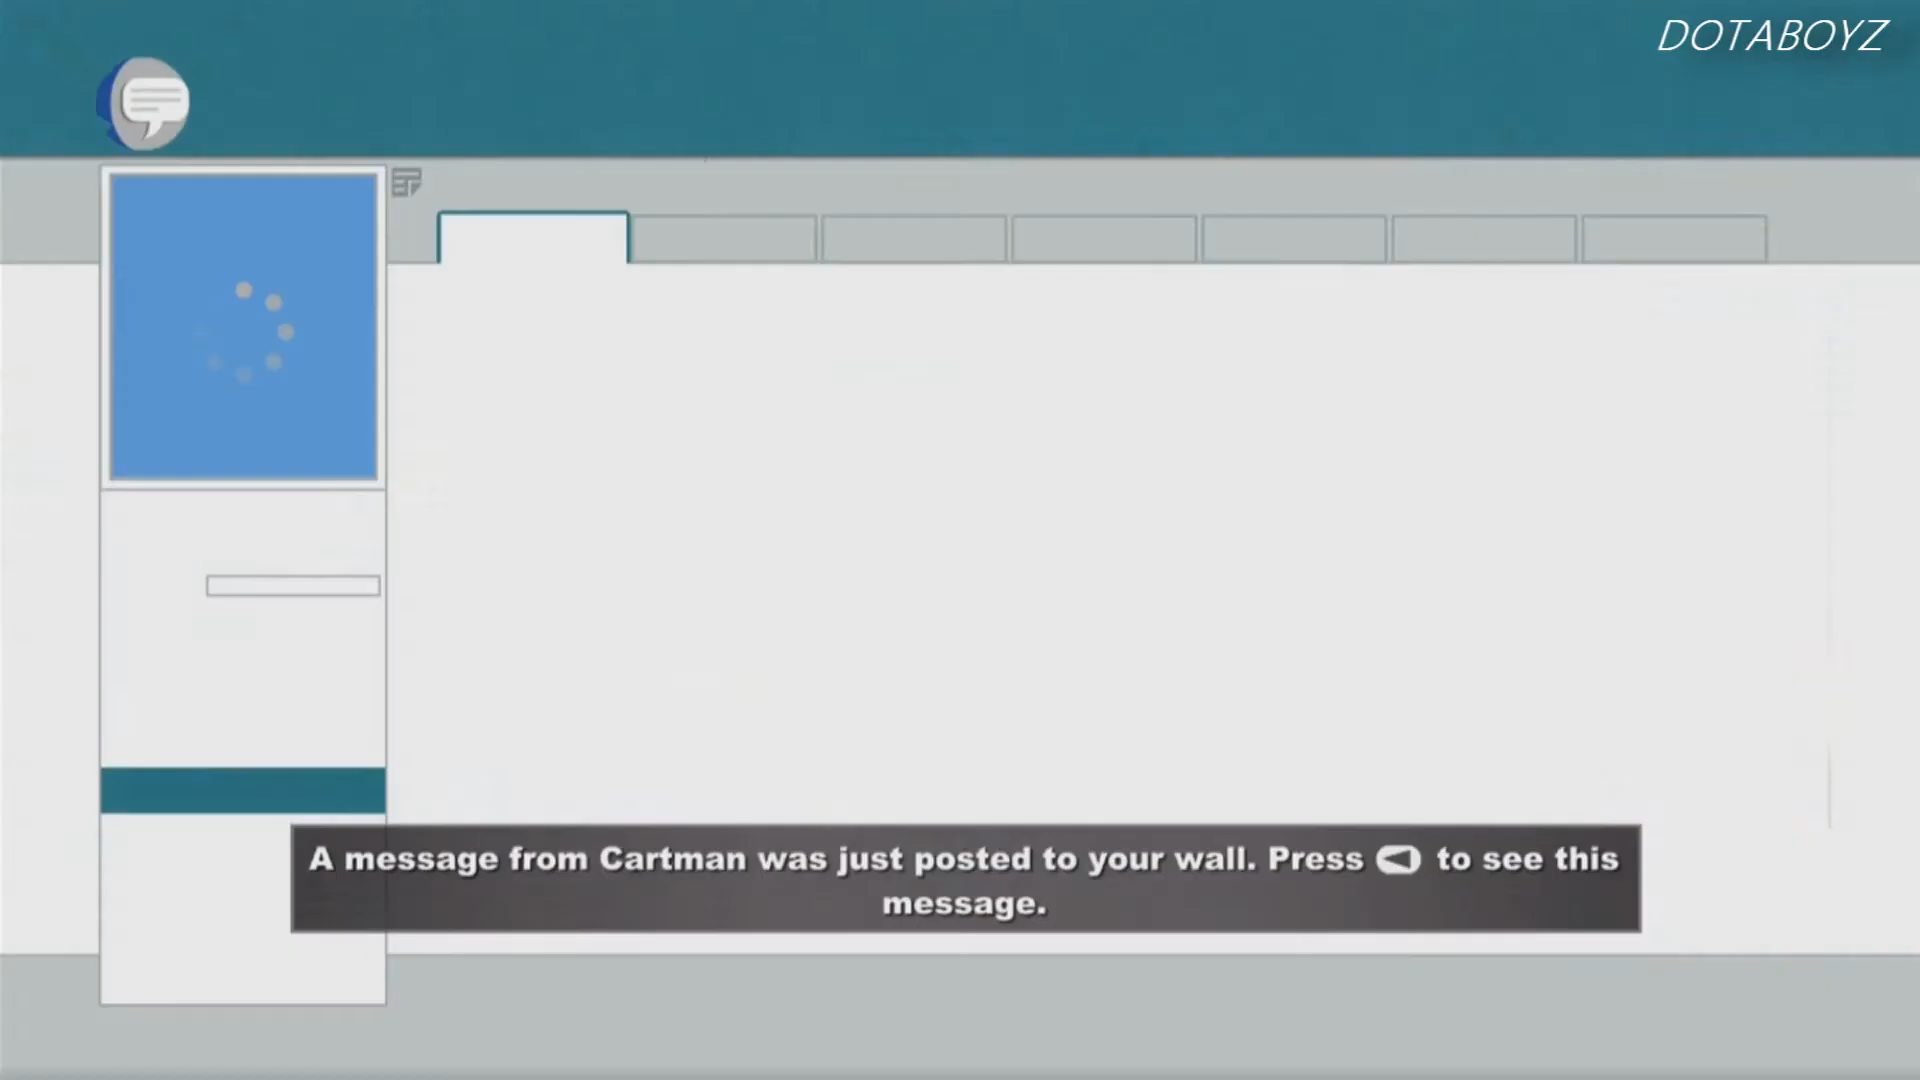 DOTABOYZ
A message from Cartman was just posted to your wall. Press to see this
message.